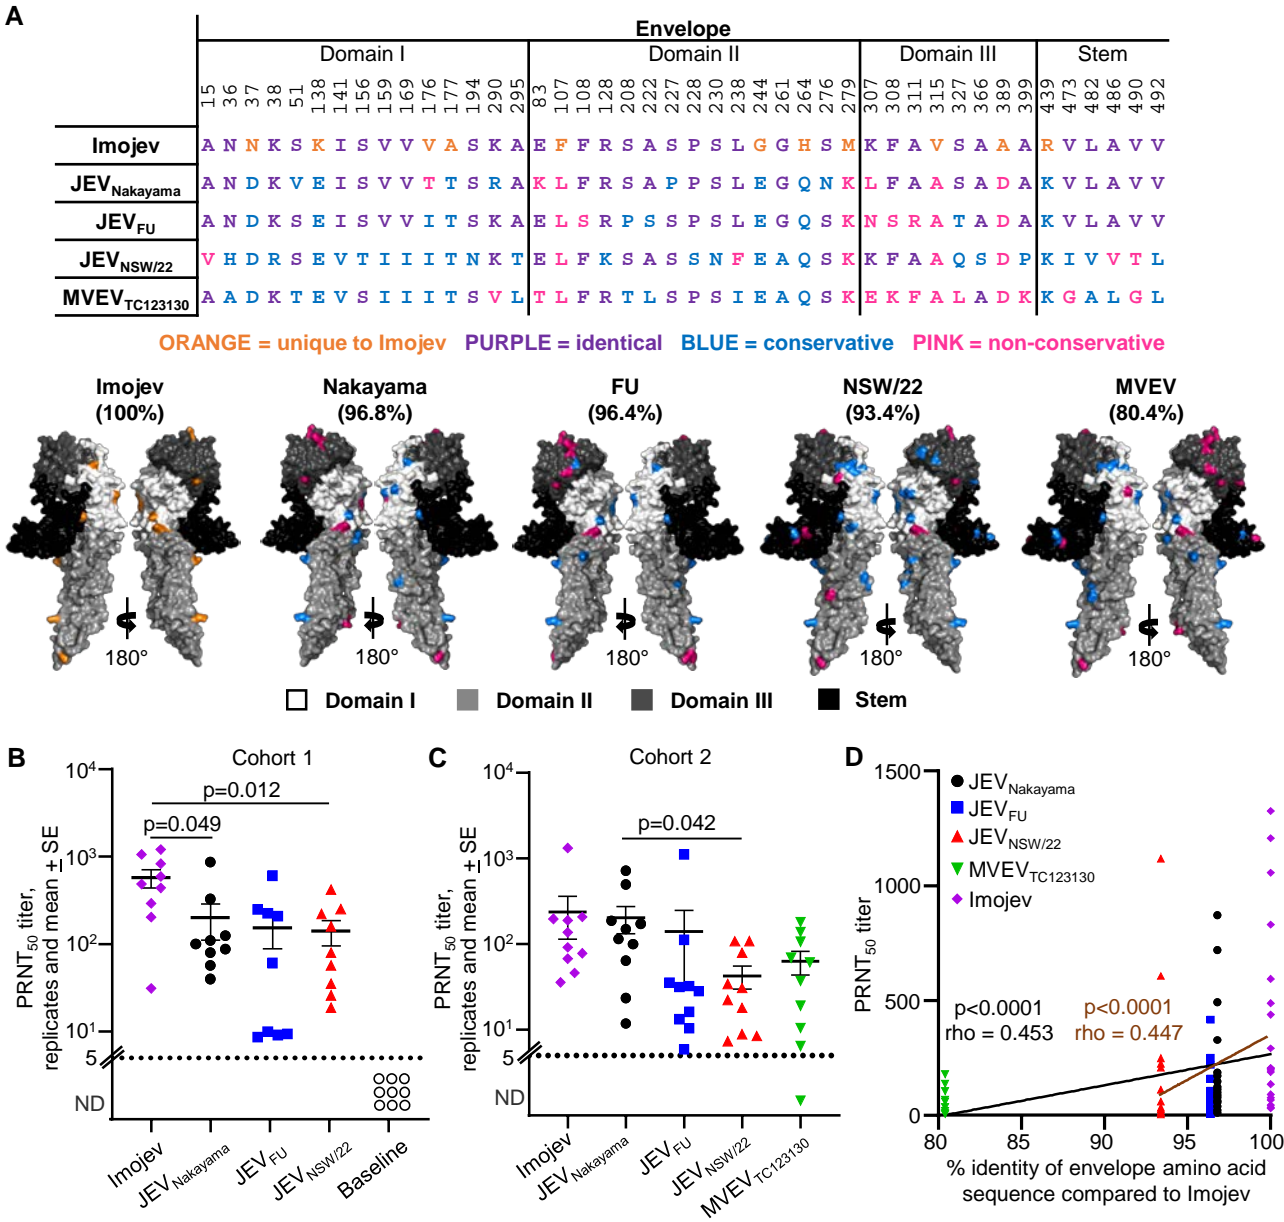 A
Envelope
Domain I Domain II Domain III Stem
15 36 37 38 51 138 141 156 159 169 176 177 194 290 295 83 107 108 128 208 222 227 228 230 238 244 261 264 276 279 307 308 311 315 327 366 389 399 439 473 482 486 490 492
Imojev A N N K S K I S V V V A S K A E F F R S A S P S L G G H S M K F A V S A A A R V L A V V
JEVNakayama A N D K V E I S V V T T S R A K L F R S A P P S L E G Q N K L F A A S A D A K V L A V V
JEVFU A N D K S E I S V V I T S K A E L S R P S S P S L E G Q S K N S R A T A D A K V L A V V
JEVNSW/22 V H D R S E V T I I I T N K T E L F K S A S S N F E A Q S K K F A A Q S D P K I V V T L
MVEVTC123130 A A D K T E V S I I I T S V L T L F R T L S P S I E A Q S K E K F A L A D K K G A L G L
ORANGE = unique to Imojev PURPLE = identical BLUE = conservative PINK = non-conservative
Imojev Nakayama FU NSW/22 MVEV
(100%) (96.8%) (96.4%) (93.4%) (80.4%)
180° 180° 180° 180° 180°
Domain I Domain II Domain III Stem
B
Cohort 1
PRNT50 titer,
replicates and mean ± SE
10⁴
10³
10²
10¹
5
ND
p=0.012
p=0.049
Imojev JEVNakayama JEVFU JEVNSW/22 Baseline
C
Cohort 2
PRNT50 titer,
replicates and mean ± SE
10⁴
10³
10²
10¹
5
ND
p=0.042
Imojev JEVNakayama JEVFU JEVNSW/22 MVEVTC123130
D
PRNT50 titer
1500
1000
500
0
JEVNakayama
JEVFU
JEVNSW/22
MVEVTC123130
Imojev
p<0.0001 p<0.0001
rho = 0.453 rho = 0.447
80 85 90 95 100
% identity of envelope amino acid
sequence compared to Imojev